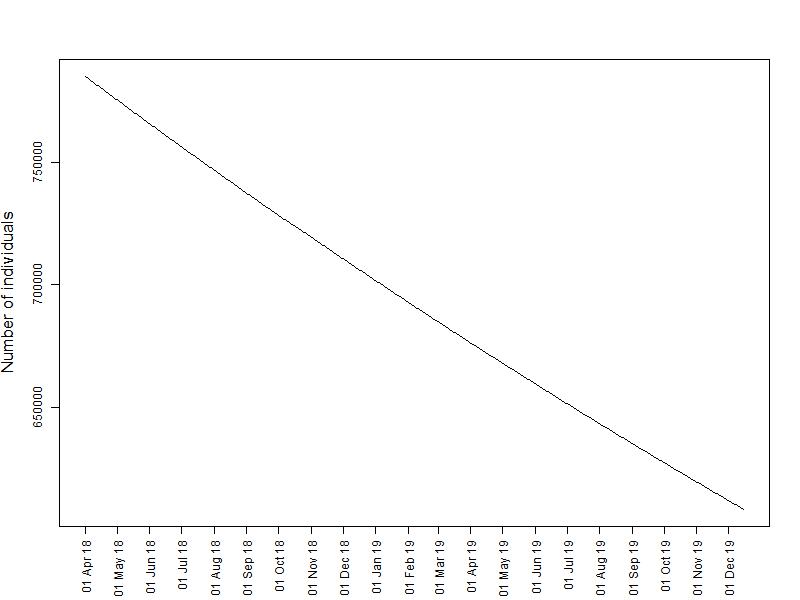 Number of individuals
750000
700000
650000
01 Apr 18
01 May 18
01 Jun 18
01 Jul 18
01 Aug 18
01 Sep 18
01 Oct 18
01 Nov 18
01 Dec 18
01 Jan 19
01 Feb 19
01 Mar 19
01 Apr 19
01 May 19
01 Jun 19
01 Jul 19
01 Aug 19
01 Sep 19
01 Oct 19
01 Nov 19
01 Dec 19